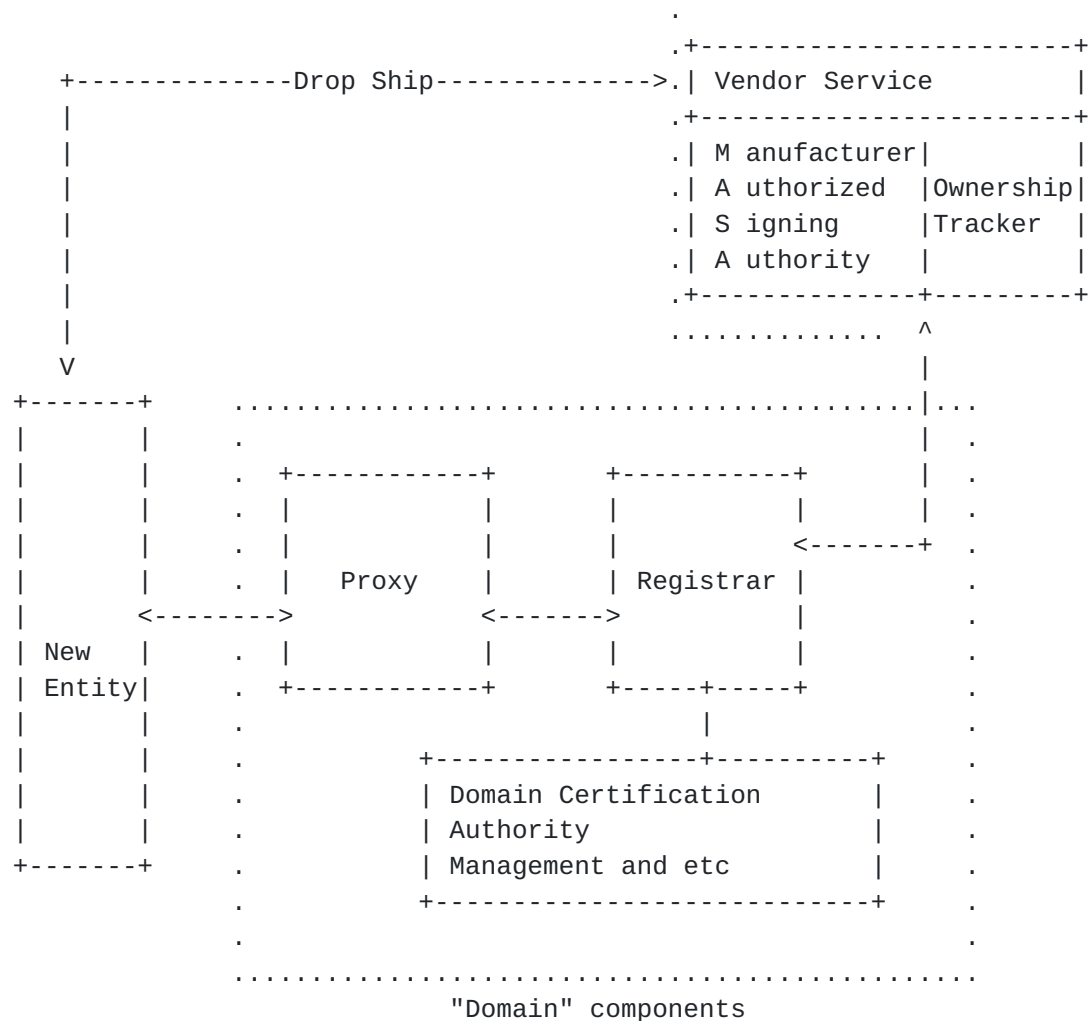 Drop Ship
Vendor Service
M anufacturer
A uthorized
Ownership
S igning
Tracker
A uthority
V
Proxy
Registrar
New
Entity
Domain Certification
Authority
Management and etc
"Domain" components